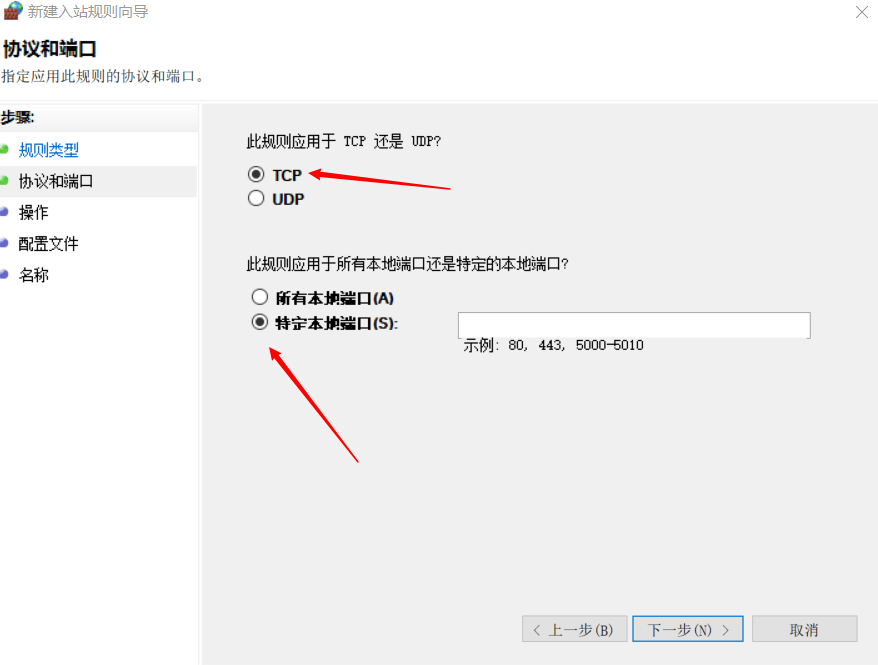 新建入站规则向导
协议和端口
指定应用此规则的协议和端口。
步骤:
规则类型
协议和端口
操作
配置文件
名称
此规则应用于 TCP 还是 UDP?
TCP
UDP
此规则应用于所有本地端口还是特定的本地端口?
所有本地端口(A)
特定本地端口(S):
示例: 80, 443, 5000-5010
< 上一步(B)
下一步(N) >
取消